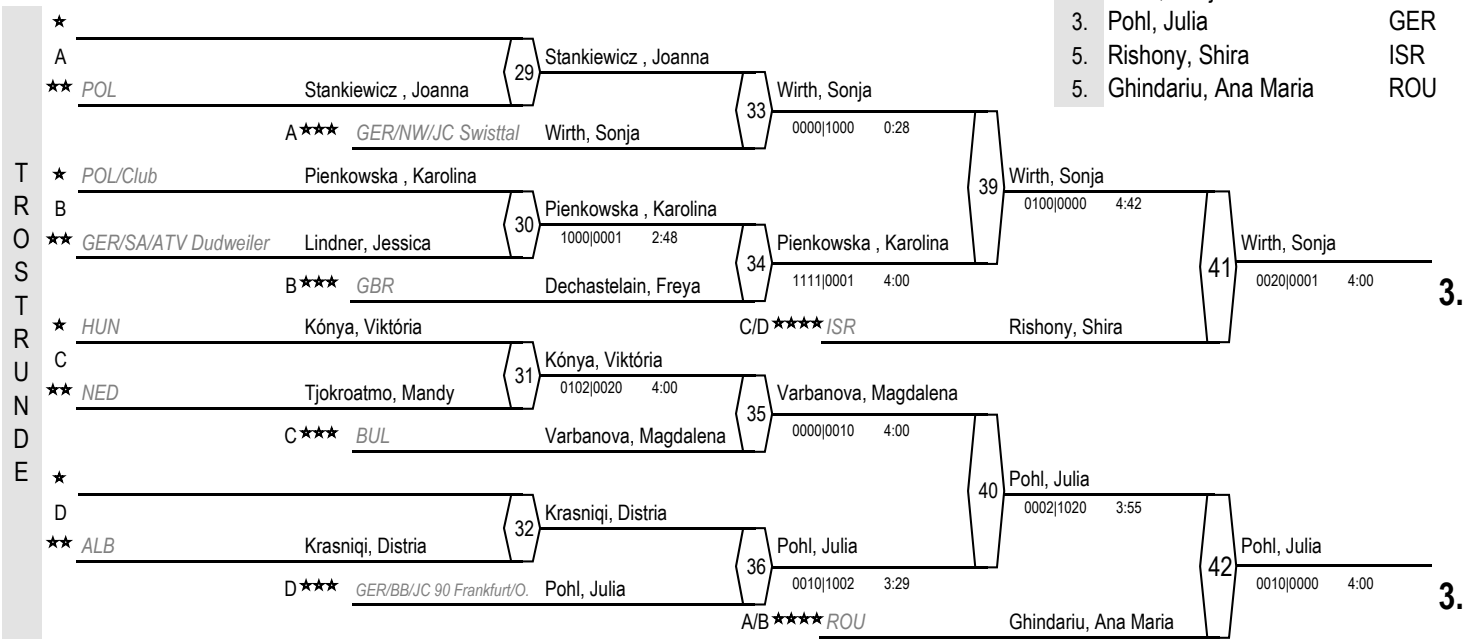 3. Pohl, Julia GER
5. Rishony, Shira ISR
5. Ghindariu, Ana Maria ROU
TROSTRUNDE
★
A
★★ POL Stankiewicz , Joanna
29
Stankiewicz , Joanna
A★★★ GER/NW/JC Swisttal Wirth, Sonja
33
Wirth, Sonja
0000|1000 0:28
★ POL/Club Pienkowska , Karolina
B
★★ GER/SA/ATV Dudweiler Lindner, Jessica
30
Pienkowska , Karolina
1000|0001 2:48
B★★★ GBR Dechastelain, Freya
34
Pienkowska , Karolina
1111|0001 4:00
39
Wirth, Sonja
0100|0000 4:42
C/D★★★★ ISR Rishony, Shira
41
Wirth, Sonja
0020|0001 4:00
3.
★ HUN Kónya, Viktória
C
★★ NED Tjokroatmo, Mandy
31
Kónya, Viktória
0102|0020 4:00
C★★★ BUL Varbanova, Magdalena
35
Varbanova, Magdalena
0000|0010 4:00
★
D
★★ ALB Krasniqi, Distria
32
Krasniqi, Distria
D★★★ GER/BB/JC 90 Frankfurt/O. Pohl, Julia
36
Pohl, Julia
0010|1002 3:29
40
Pohl, Julia
0002|1020 3:55
A/B★★★★ ROU Ghindariu, Ana Maria
42
Pohl, Julia
0010|0000 4:00
3.